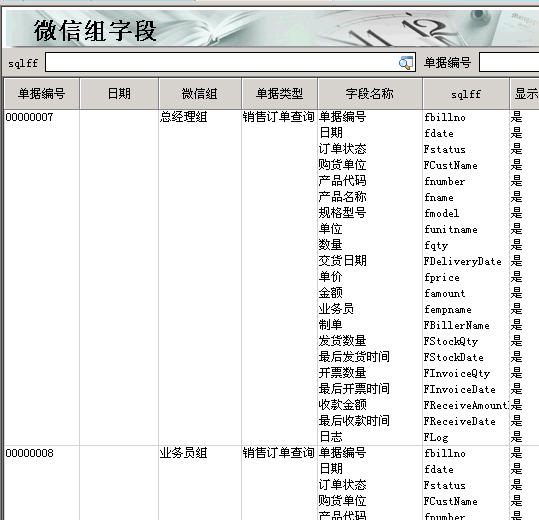 微信组字段
sqlff 单据编号
单据编号 日期 微信组 单据类型 字段名称 sqlff 显示
00000007 总经理组 销售订单查询 单据编号 fbillno 是
日期 fdate 是
订单状态 Fstatus 是
购货单位 FCustName 是
产品代码 fnumber 是
产品名称 fname 是
规格型号 fmodel 是
单位 funitname 是
数量 fqty 是
交货日期 FDeliveryDate 是
单价 fprice 是
金额 famount 是
业务员 fempname 是
制单 FBillerName 是
发货数量 FStockQty 是
最后发货时间 FStockDate 是
开票数量 FInvoiceQty 是
最后开票时间 FInvoiceDate 是
收款金额 FReceiveAmount 是
最后收款时间 FReceiveDate 是
日志 FLog 是
00000008 业务员组 销售订单查询 单据编号 fbillno 是
日期 fdate 是
订单状态 Fstatus 是
购货单位 FCustName 是
产品代码 fnumber 是